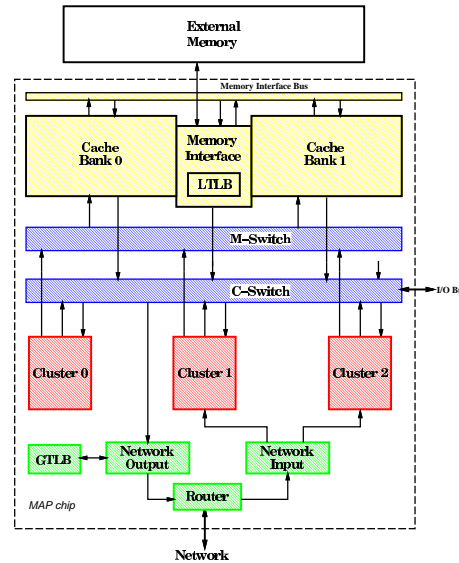 External
Memory
Memory Interface Bus
Cache
Bank 0
Memory
Interface
LTLB
Cache
Bank 1
M-Switch
C-Switch
I/O B
Cluster 0
Cluster 1
Cluster 2
GTLB
Network
Output
Network
Input
Router
MAP chip
Network